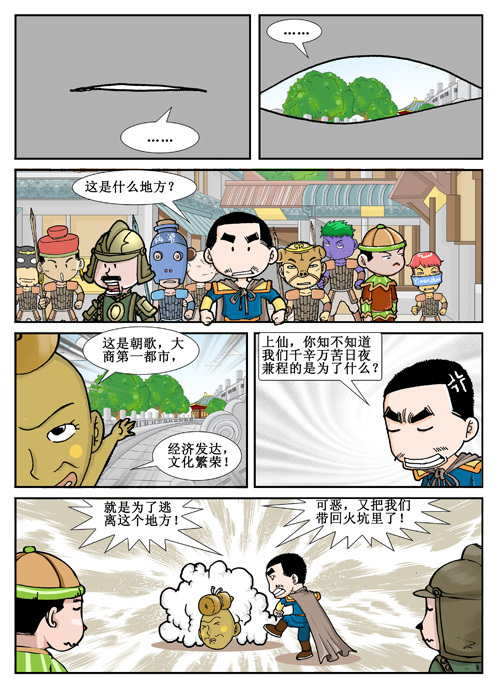 ……
……
这是什么地方？
这是朝歌，大
商第一都市，
经济发达，
文化繁荣！
上仙，你知不知道
我们千辛万苦日夜
兼程的是为了什么？
就是为了逃
离这个地方！
可恶，又把我们
带回火坑里了！